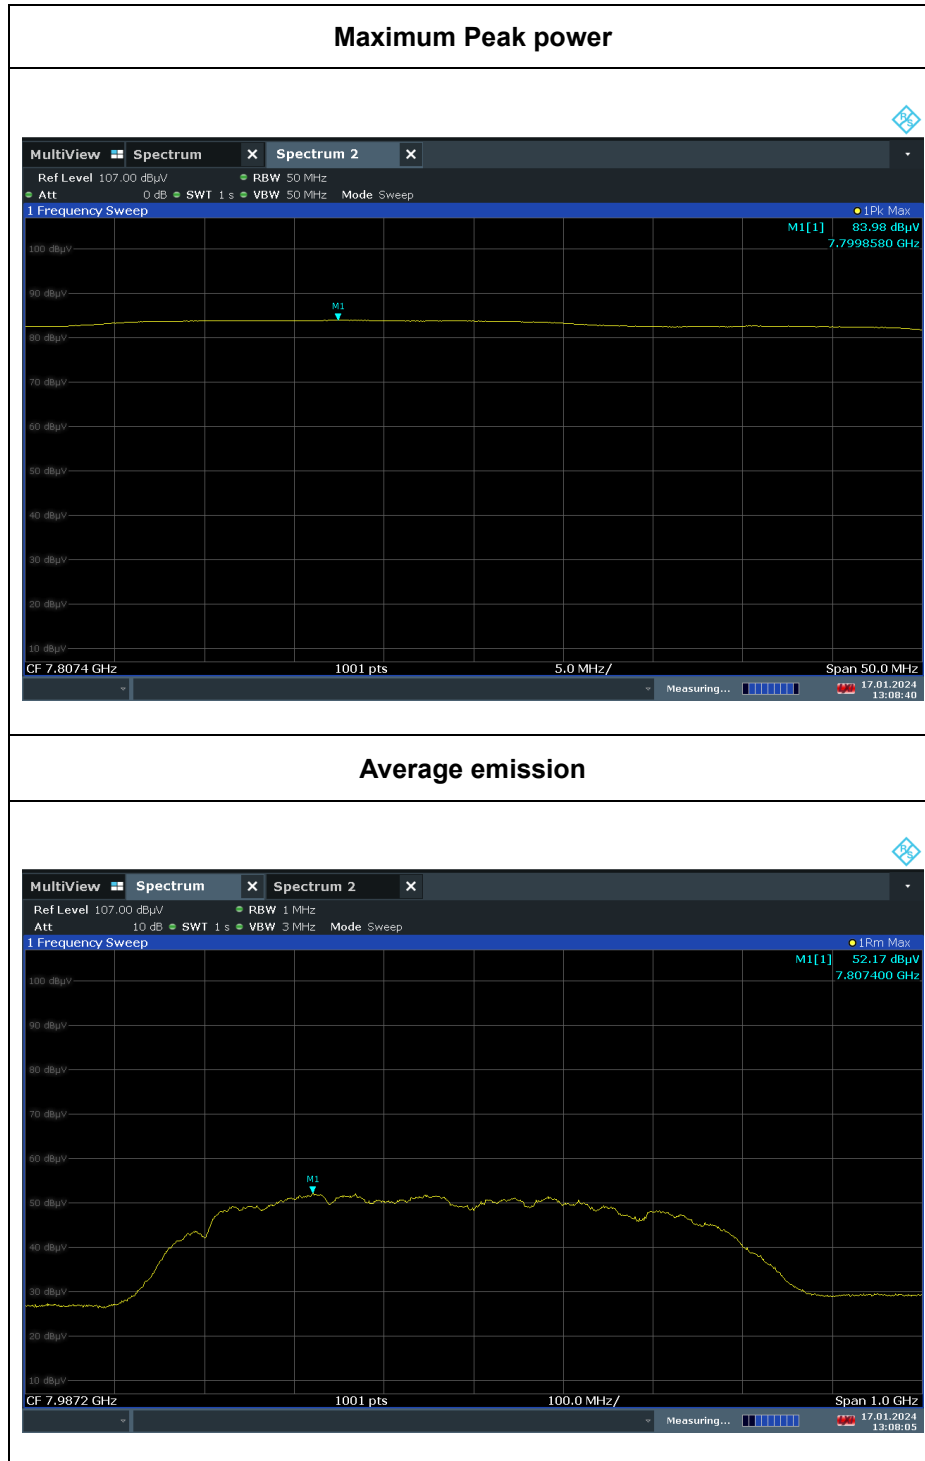 Maximum Peak power
R&S
MultiView Spectrum X Spectrum 2 X
Ref Level 107.00 dBµV RBW 50 MHz
Att 0 dB SWT 1 s VBW 50 MHz Mode Sweep
1 Frequency Sweep 1Pk Max
M1[1] 83.98 dBµV
7.7998580 GHz
100 dBµV
90 dBµV
M1
80 dBµV
70 dBµV
60 dBµV
50 dBµV
40 dBµV
30 dBµV
20 dBµV
10 dBµV
CF 7.8074 GHz 1001 pts 5.0 MHz/ Span 50.0 MHz
Measuring... 17.01.2024
13:08:40
Average emission
R&S
MultiView Spectrum X Spectrum 2 X
Ref Level 107.00 dBµV RBW 1 MHz
Att 10 dB SWT 1 s VBW 3 MHz Mode Sweep
1 Frequency Sweep 1Rm Max
M1[1] 52.17 dBµV
7.807400 GHz
100 dBµV
90 dBµV
80 dBµV
70 dBµV
60 dBµV
M1
50 dBµV
40 dBµV
30 dBµV
20 dBµV
10 dBµV
CF 7.9872 GHz 1001 pts 100.0 MHz/ Span 1.0 GHz
Measuring... 17.01.2024
13:08:05